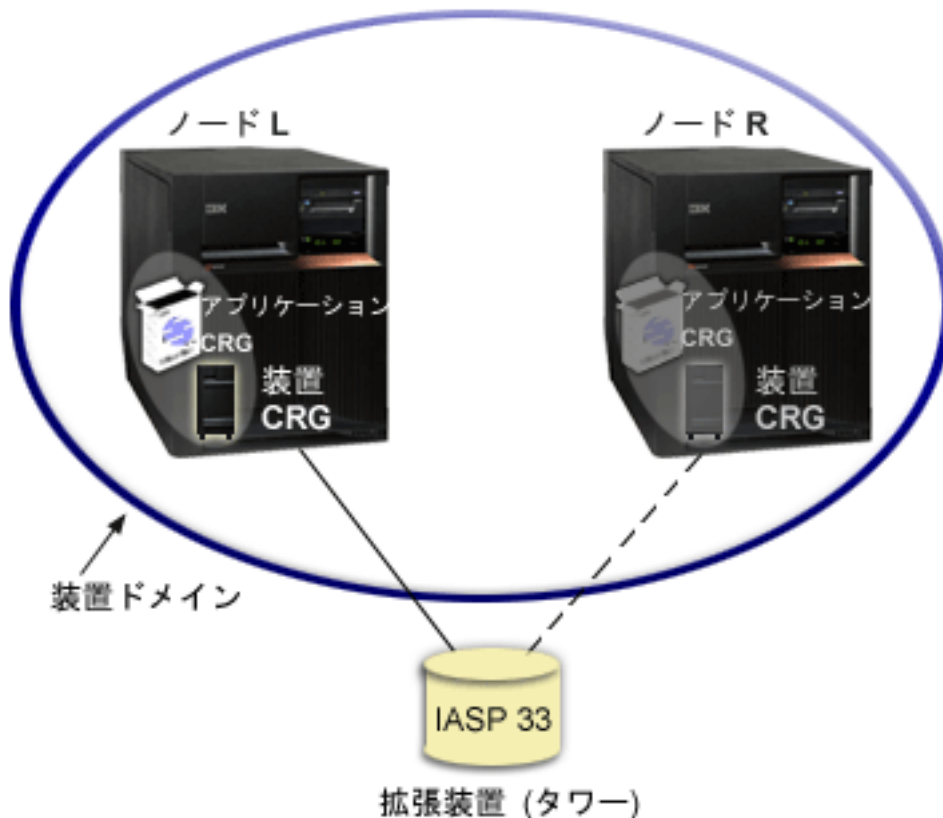 ノード L
ノード R
IBM
IBM
アプリケーション
CRG
装置
CRG
アプリケーション
CRG
装置
CRG
装置ドメイン
IASP 33
拡張装置 (タワー)